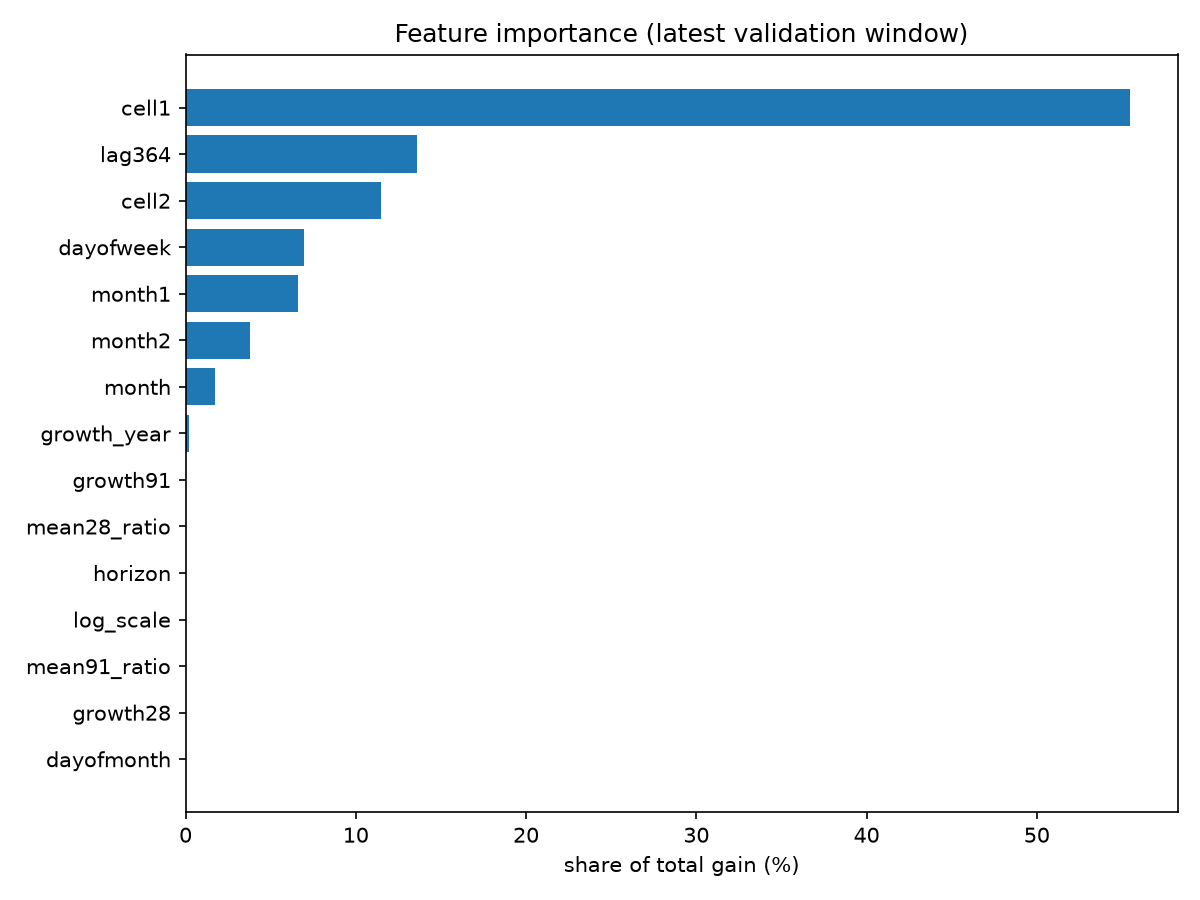 Feature importance (latest validation window)
cell1
lag364
cell2
dayofweek
month1
month2
month
growth_year
growth91
mean28_ratio
horizon
log_scale
mean91_ratio
growth28
dayofmonth
0 10 20 30 40 50
share of total gain (%)